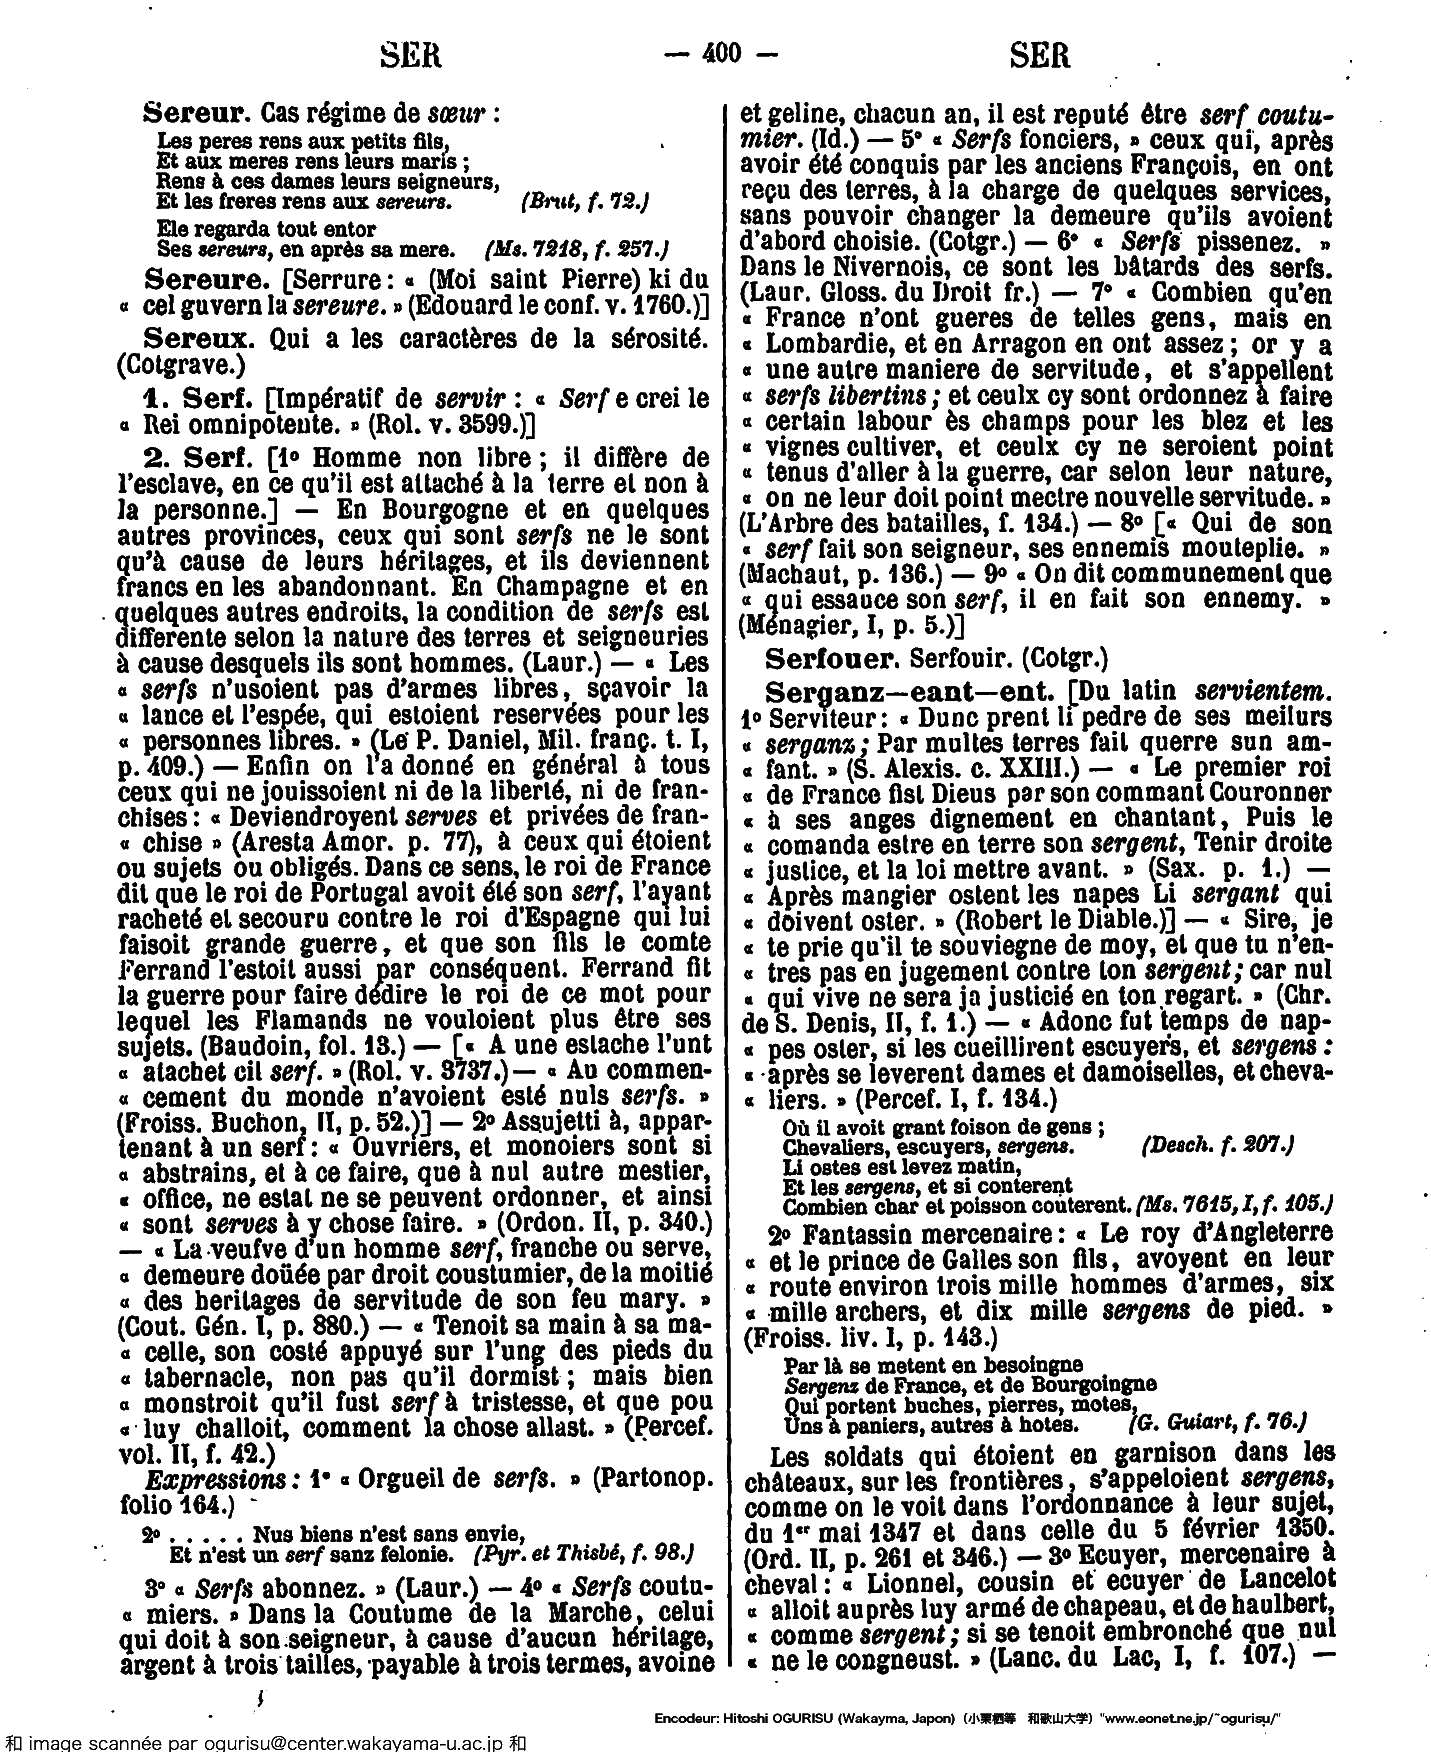 SER — 400 — SER
Sereur. Cas régime de sœur :
Les peres rens aux petits fils,
Et aux meres rens leurs maris ;
Rens à ces dames leurs seigneurs,
Et les freres rens aux sereurs. (Brut, f. 72.)
Ele regarda tout entor
Ses sereurs, en après sa mere. (Ms. 7218, f. 257.)
Sereure. [Serrure : « (Moi saint Pierre) ki du
« cel guvern la sereure. » (Edouard le conf. v. 1760.)]
Sereux. Qui a les caractères de la sérosité.
(Cotgrave.)
1. Serf. [Impératif de servir : « Serf e crei le
« Rei omnipotente. » (Rol. v. 3599.)]
2. Serf. [1º Homme non libre ; il diffère de
l'esclave, en ce qu'il est attaché à la terre et non à
la personne.] — En Bourgogne et en quelques
autres provinces, ceux qui sont serfs ne le sont
qu'à cause de leurs héritages, et ils deviennent
francs en les abandonnant. En Champagne et en
quelques autres endroits, la condition de serfs est
differente selon la nature des terres et seigneuries
à cause desquels ils sont hommes. (Laur.) — « Les
« serfs n'usoient pas d'armes libres, sçavoir la
« lance et l'espée, qui estoient reservées pour les
« personnes libres. » (Le P. Daniel, Mil. franç. t. I,
p. 409.) — Enfin on l'a donné en général à tous
ceux qui ne jouissoient ni de la liberté, ni de fran-
chises : « Deviendroyent serves et privées de fran-
« chise » (Aresta Amor. p. 77), à ceux qui étoient
ou sujets ou obligés. Dans ce sens, le roi de France
dit que le roi de Portugal avoit été son serf, l'ayant
racheté et secouru contre le roi d'Espagne qui lui
faisoit grande guerre, et que son fils le comte
Ferrand l'estoit aussi par conséquent. Ferrand fit
la guerre pour faire dédire le roi de ce mot pour
lequel les Flamands ne vouloient plus être ses
sujets. (Baudoin, fol. 13.) — [« A une estache l'unt
« atachet cil serf. » (Rol. v. 3737.) — « Au commen-
« cement du monde n'avoient esté nuls serfs. »
(Froiss. Buchon, II, p. 52.)] — 2º Assujetti à, appar-
tenant à un serf : « Ouvriers, et monoiers sont si
« abstrains, et à ce faire, que à nul autre mestier,
« office, ne estat ne se peuvent ordonner, et ainsi
« sont serves à y chose faire. » (Ordon. II, p. 340.)
— « La veufve d'un homme serf, franche ou serve,
« demeure doüée par droit coustumier, de la moitié
« des heritages de servitude de son feu mary. »
(Cout. Gén. I, p. 880.) — « Tenoit sa main à sa ma-
« celle, son costé appuyé sur l'ung des pieds du
« tabernacle, non pas qu'il dormist ; mais bien
« monstroit qu'il fust serf à tristesse, et que pou
« luy challoit, comment la chose allast. » (Percef.
vol. II, f. 42.)
Expressions : 1º « Orgueil de serfs. » (Partonop.
folio 164.)
2º . . . . . Nus biens n'est sans envie,
Et n'est un serf sanz felonie. (Pyr. et Thisbé, f. 98.)
3º « Serfs abonnez. » (Laur.) — 4º « Serfs coutu-
« miers. » Dans la Coutume de la Marche, celui
qui doit à son seigneur, à cause d'aucun héritage,
argent à trois tailles, payable à trois termes, avoine
et geline, chacun an, il est reputé être serf coutu-
mier. (Id.) — 5º « Serfs fonciers, » ceux qui, après
avoir été conquis par les anciens François, en ont
reçu des terres, à la charge de quelques services,
sans pouvoir changer la demeure qu'ils avoient
d'abord choisie. (Cotgr.) — 6º « Serfs pissenez. »
Dans le Nivernois, ce sont les bâtards des serfs.
(Laur. Gloss. du Droit fr.) — 7º « Combien qu'en
« France n'ont gueres de telles gens, mais en
« Lombardie, et en Arragon en ont assez ; or y a
« une autre maniere de servitude, et s'appellent
« serfs libertins ; et ceulx cy sont ordonnez à faire
« certain labour ès champs pour les blez et les
« vignes cultiver, et ceulx cy ne seroient point
« tenus d'aller à la guerre, car selon leur nature,
« on ne leur doit point mectre nouvelle servitude. »
(L'Arbre des batailles, f. 134.) — 8º [« Qui de son
« serf fait son seigneur, ses ennemis mouteplie. »
(Machaut, p. 136.) — 9º « On dit communement que
« qui essauce son serf, il en fait son ennemy. »
(Ménagier, I, p. 5.)]
Serfouer. Serfouir. (Cotgr.)
Serganz—eant—ent. [Du latin servientem.
1º Serviteur : « Dunc prent li pedre de ses meilurs
« serganz ; Par multes terres fait querre sun am-
« fant. » (S. Alexis. c. XXIII.) — « Le premier roi
« de France fist Dieus par son commant Couronner
« à ses anges dignement en chantant, Puis le
« comanda estre en terre son sergent, Tenir droite
« justice, et la loi mettre avant. » (Sax. p. 1.) —
« Après mangier ostent les napes Li sergant qui
« doivent oster. » (Robert le Diable.)] — « Sire, je
« te prie qu'il te souviegne de moy, et que tu n'en-
« tres pas en jugement contre ton sergent ; car nul
« qui vive ne sera ja justicié en ton regart. » (Chr.
de S. Denis, II, f. 1.) — « Adonc fut temps de nap-
« pes oster, si les cueillirent escuyers, et sergens :
« après se leverent dames et damoiselles, et cheva-
« liers. » (Percef. I, f. 134.)
Où il avoit grant foison de gens ;
Chevaliers, escuyers, sergens. (Desch. f. 207.)
Li ostes est levez matin,
Et les sergens, et si conterent
Combien char et poisson couterent. (Ms. 7615, I, f. 105.)
2º Fantassin mercenaire : « Le roy d'Angleterre
« et le prince de Galles son fils, avoyent en leur
« route environ trois mille hommes d'armes, six
« mille archers, et dix mille sergens de pied. »
(Froiss. liv. I, p. 143.)
Par là se metent en besoingne
Sergenz de France, et de Bourgoingne
Qui portent buches, pierres, motes,
Uns à paniers, autres à hotes. (G. Guiart, f. 76.)
Les soldats qui étoient en garnison dans les
châteaux, sur les frontières, s'appeloient sergens,
comme on le voit dans l'ordonnance à leur sujet,
du 1er mai 1347 et dans celle du 5 février 1350.
(Ord. II, p. 261 et 346.) — 3º Ecuyer, mercenaire à
cheval : « Lionnel, cousin et ecuyer de Lancelot
« alloit auprès luy armé de chapeau, et de haulbert,
« comme sergent ; si se tenoit embronché que nul
« ne le congneust. » (Lanc. du Lac, I, f. 107.) —
Encodeur: Hitoshi OGURISU (Wakayma, Japon) (小栗栖等 和歌山大学) "www.eonet.ne.jp/~ogurisu/"
和 image scannée par ogurisu@center.wakayama-u.ac.jp 和